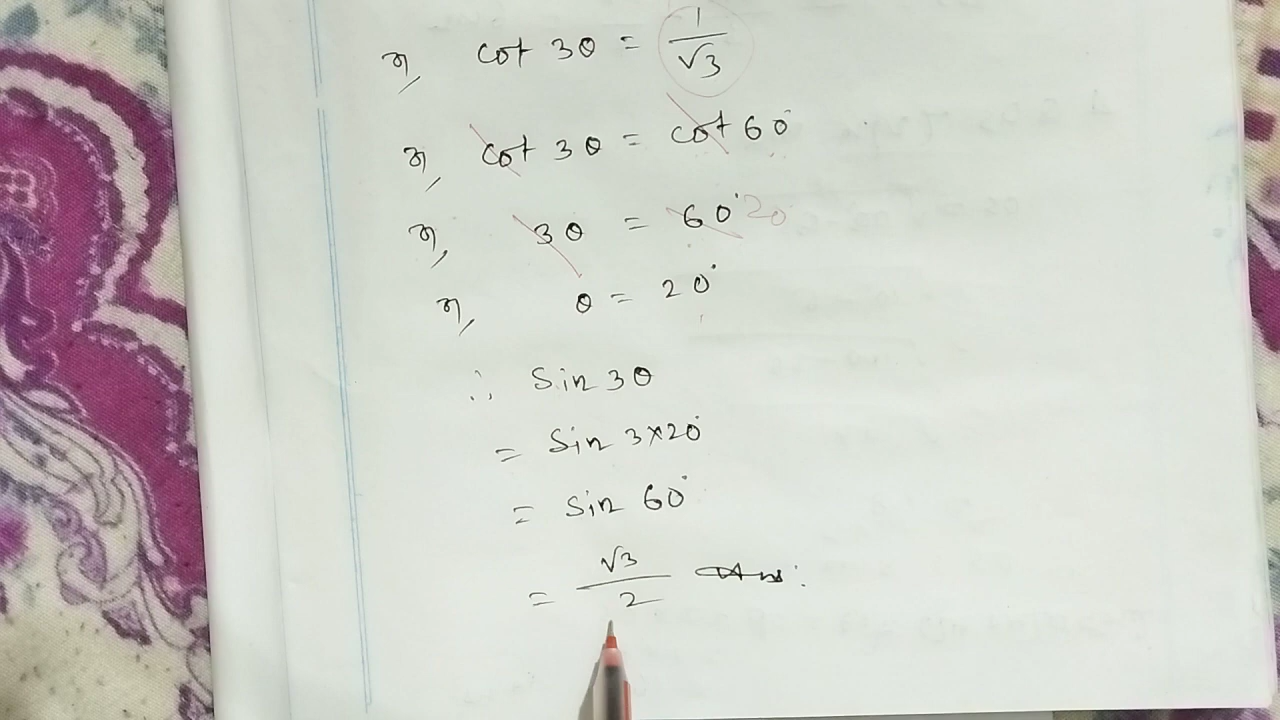 বা, cot 3θ = 1/√3
বা, cot 3θ = cot 60°
বা, 3θ = 60° 20
বা, θ = 20°
∴ Sin 3θ
= Sin 3×20°
= Sin 60°
= √3/2 Ans: